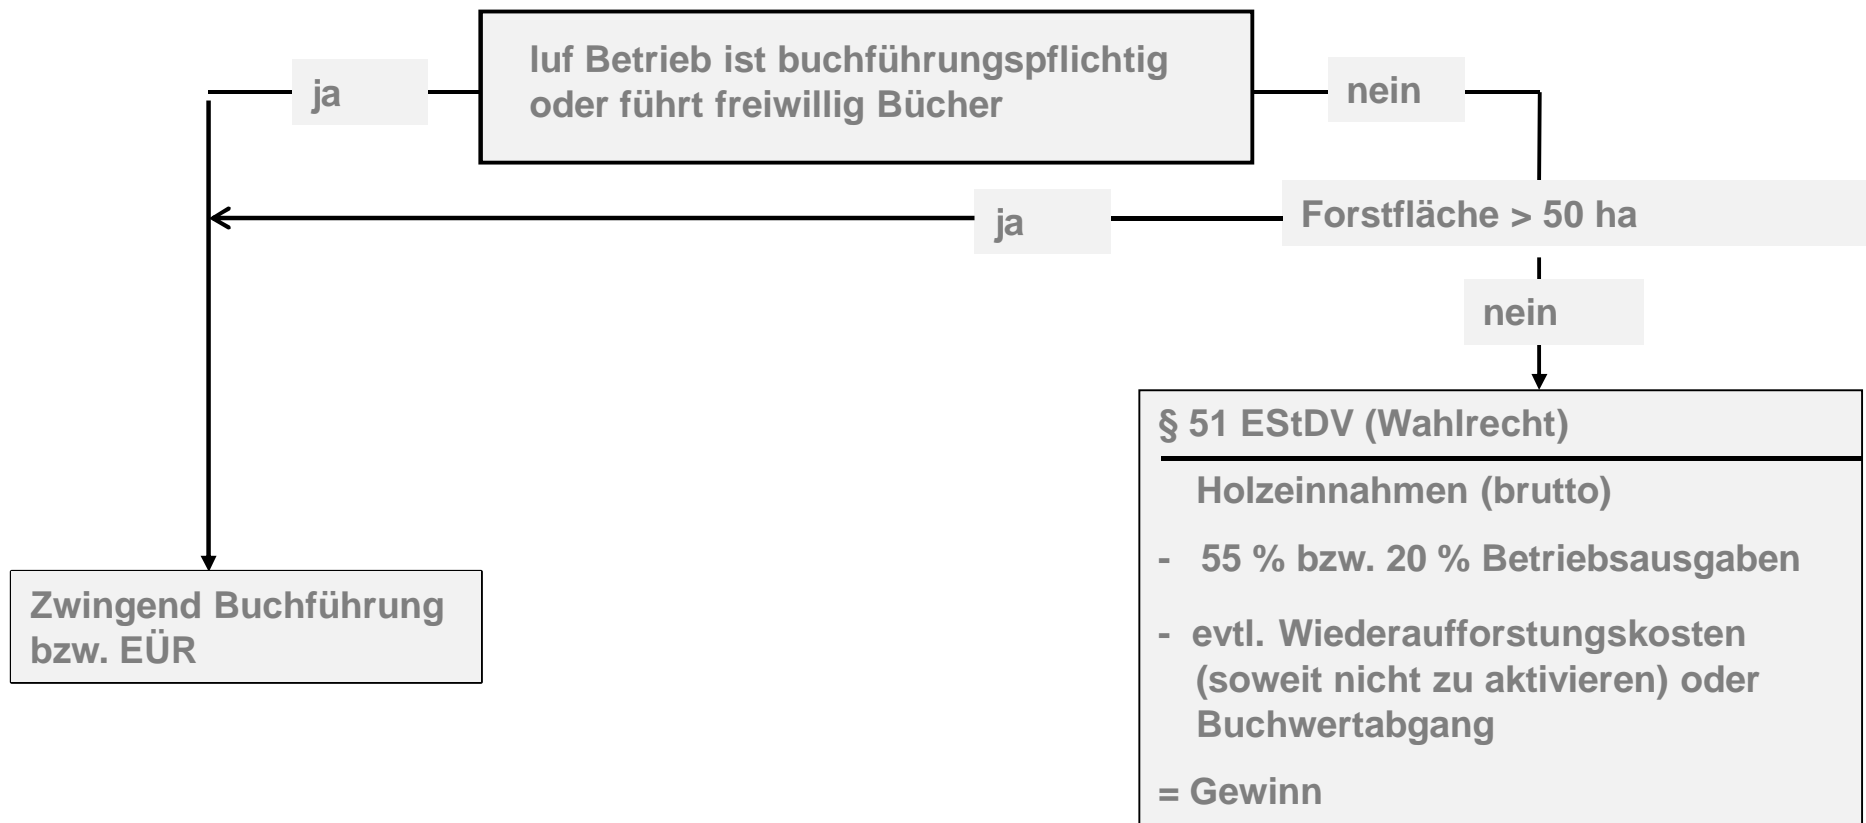 luf Betrieb ist buchführungspflichtig
oder führt freiwillig Bücher
ja
nein
Forstfläche > 50 ha
ja
nein
§ 51 EStDV (Wahlrecht)
Holzeinnahmen (brutto)
- 55 % bzw. 20 % Betriebsausgaben
- evtl. Wiederaufforstungskosten
(soweit nicht zu aktivieren) oder
Buchwertabgang
= Gewinn
Zwingend Buchführung
bzw. EÜR